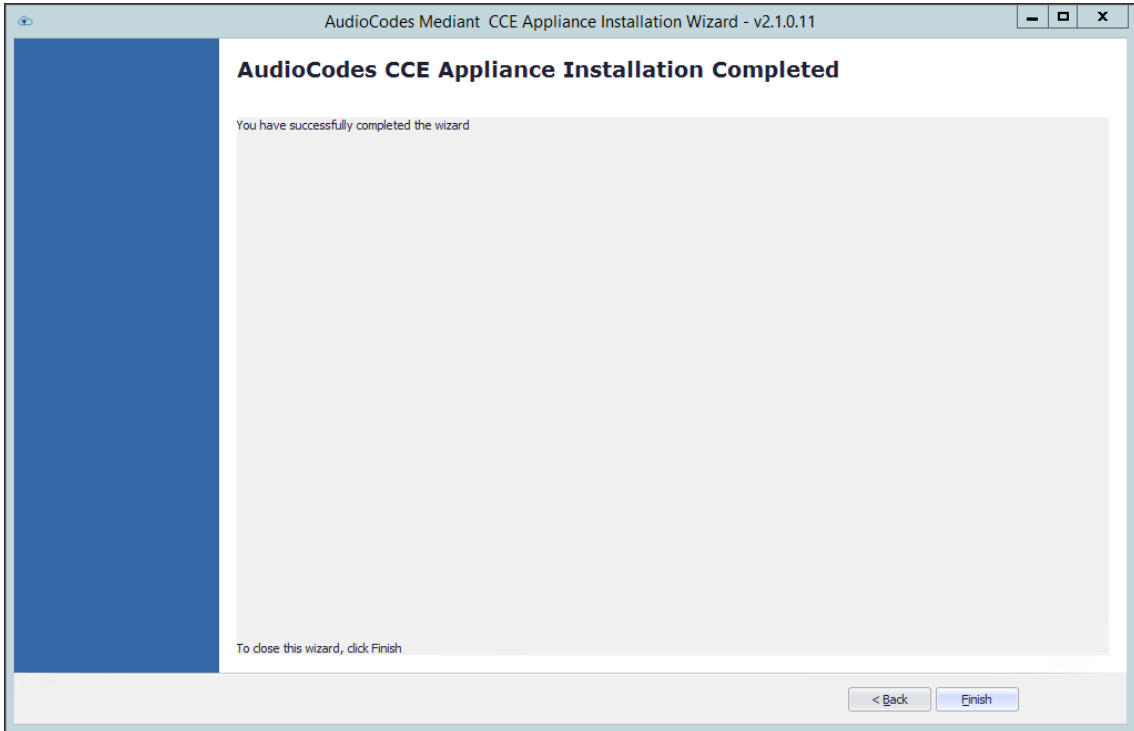 AudioCodes Mediant  CCE Appliance Installation Wizard - v2.1.0.11
AudioCodes CCE Appliance Installation Completed
You have successfully completed the wizard
To close this wizard, click Finish
< Back
Finish